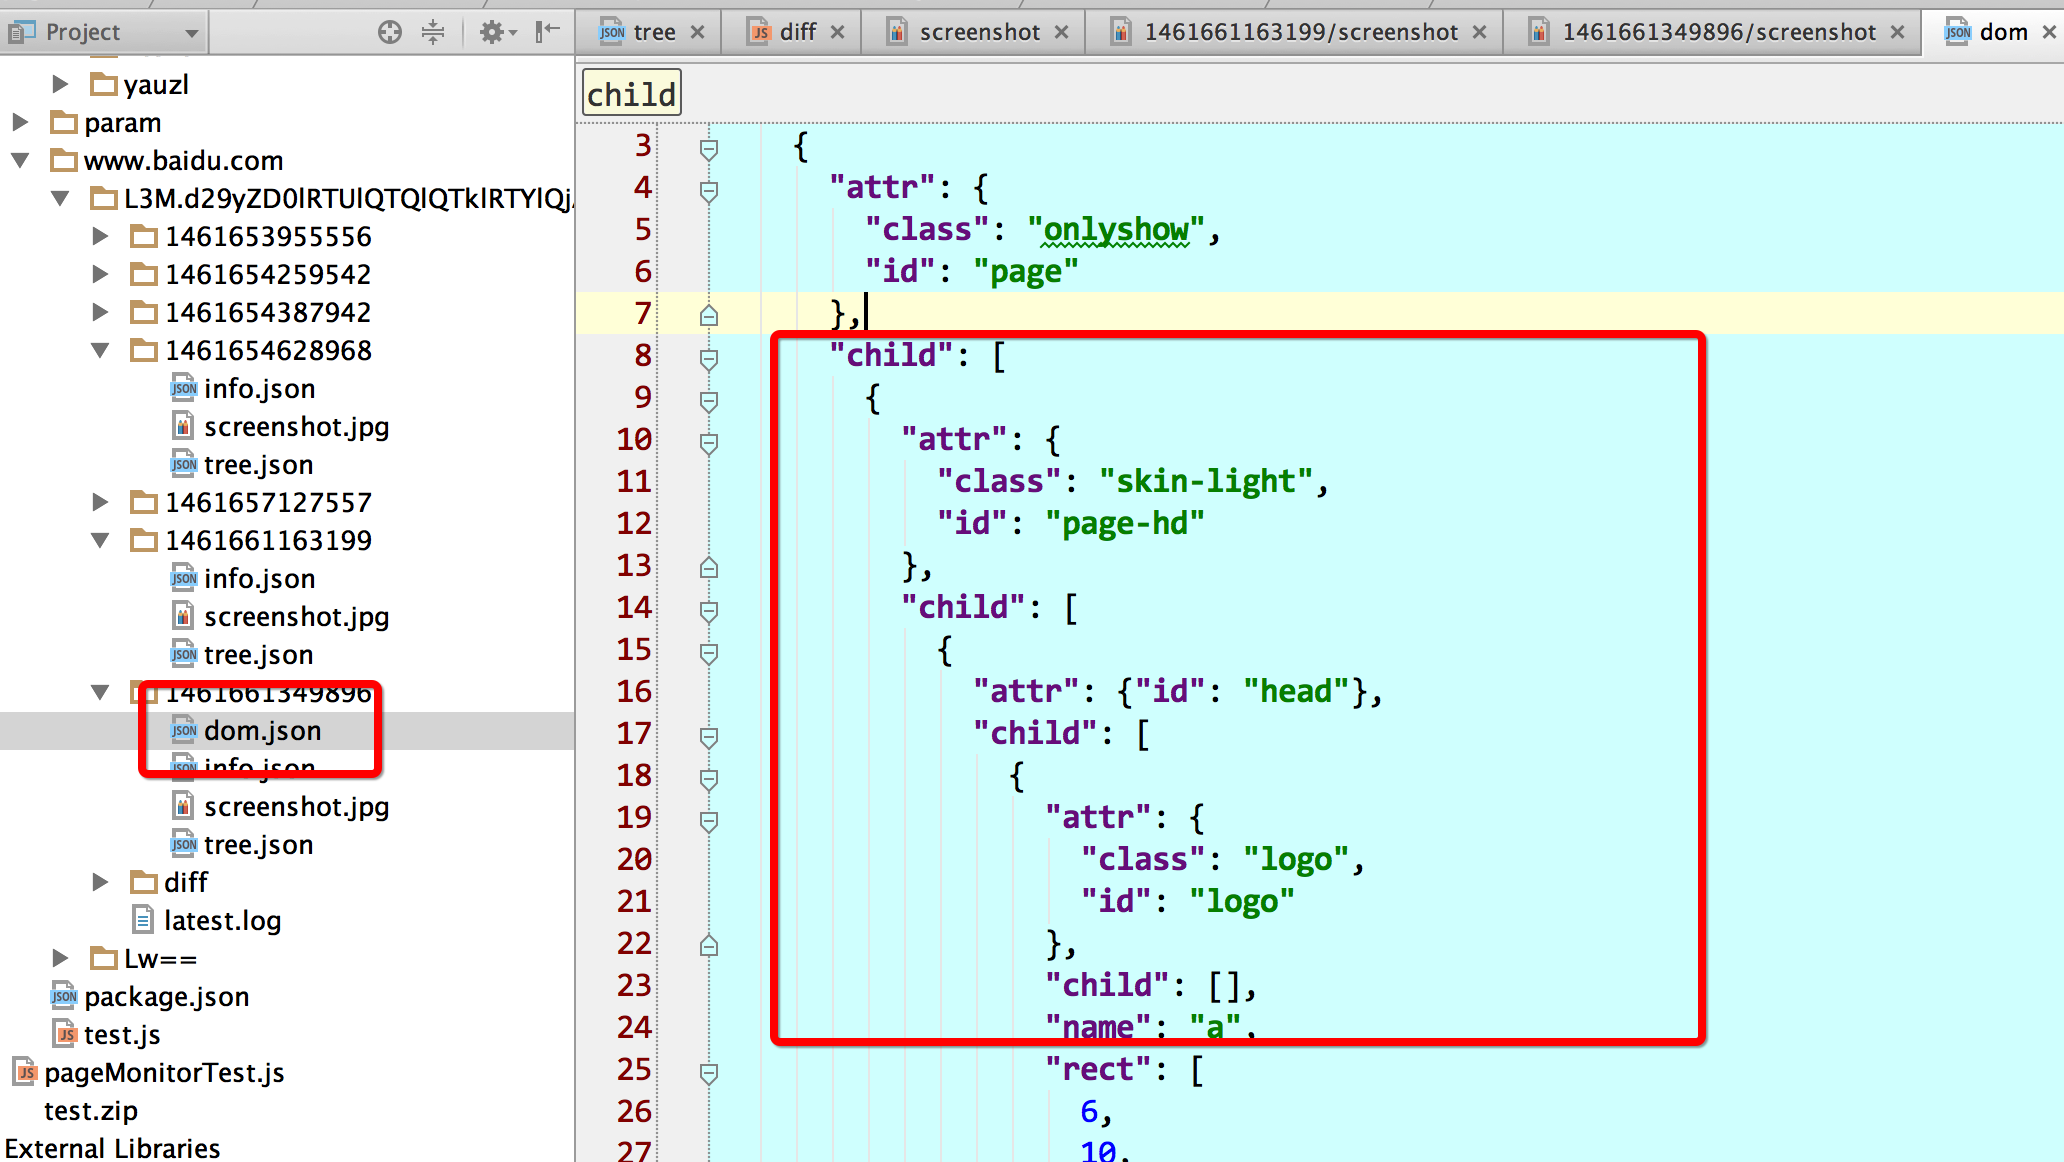 Project
tree
diff
screenshot
1461661163199/screenshot
1461661349896/screenshot
dom
yauzl
param
www.baidu.com
L3M.d29yZD0lRTUlQTQlQTklRTYlQj
1461653955556
1461654259542
1461654387942
1461654628968
info.json
screenshot.jpg
tree.json
1461657127557
1461661163199
info.json
screenshot.jpg
tree.json
1461661349896
dom.json
info.json
screenshot.jpg
tree.json
diff
latest.log
Lw==
package.json
test.js
pageMonitorTest.js
test.zip
External Libraries
child
3 {
4 "attr": {
5 "class": "onlyshow",
6 "id": "page"
7 },
8 "child": [
9 {
10 "attr": {
11 "class": "skin-light",
12 "id": "page-hd"
13 },
14 "child": [
15 {
16 "attr": {"id": "head"},
17 "child": [
18 {
19 "attr": {
20 "class": "logo",
21 "id": "logo"
22 },
23 "child": [],
24 "name": "a",
25 "rect": [
26 6,
27 10,